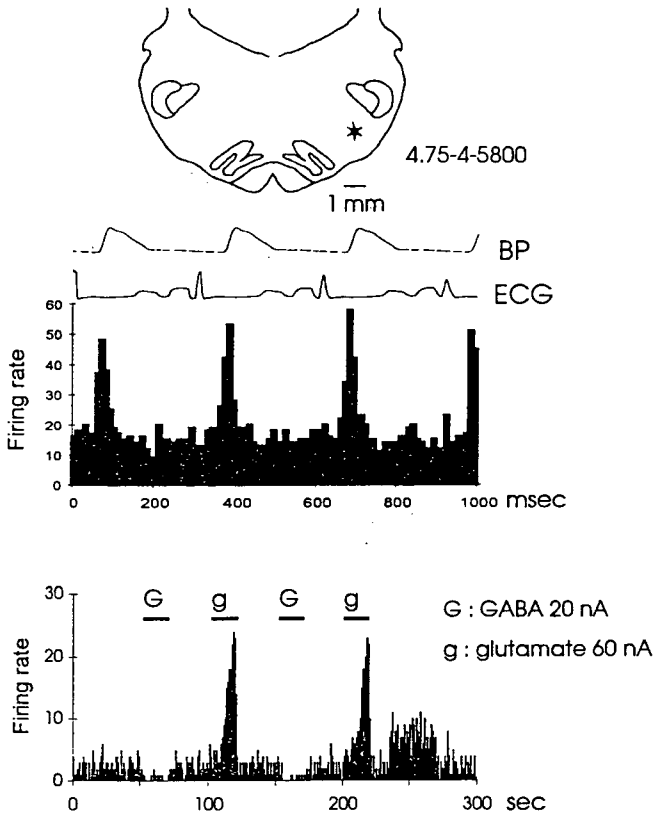 4.75-4-5800
1 mm
BP
ECG
60
50
40
30
20
10
0
Firing rate
0 200 400 600 800 1000 msec
30
20
10
0
Firing rate
G g G g
G : GABA 20 nA
g : glutamate 60 nA
0 100 200 300 sec